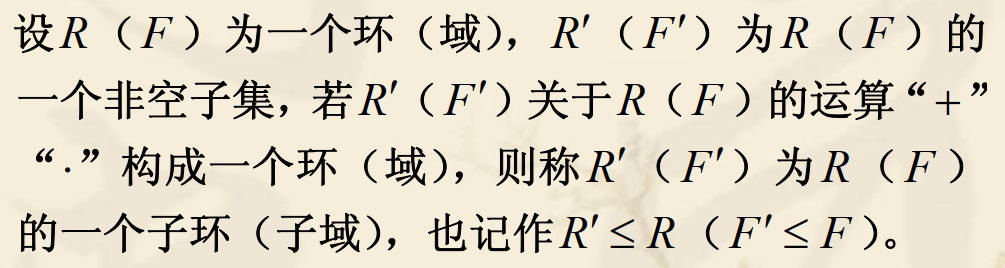 设R（F）为一个环（域），R′（F′）为R（F）的
一个非空子集，若R′（F′）关于R（F）的运算“+”
“·”构成一个环（域），则称R′（F′）为R（F）
的一个子环（子域），也记作R′≤R（F′≤F）。